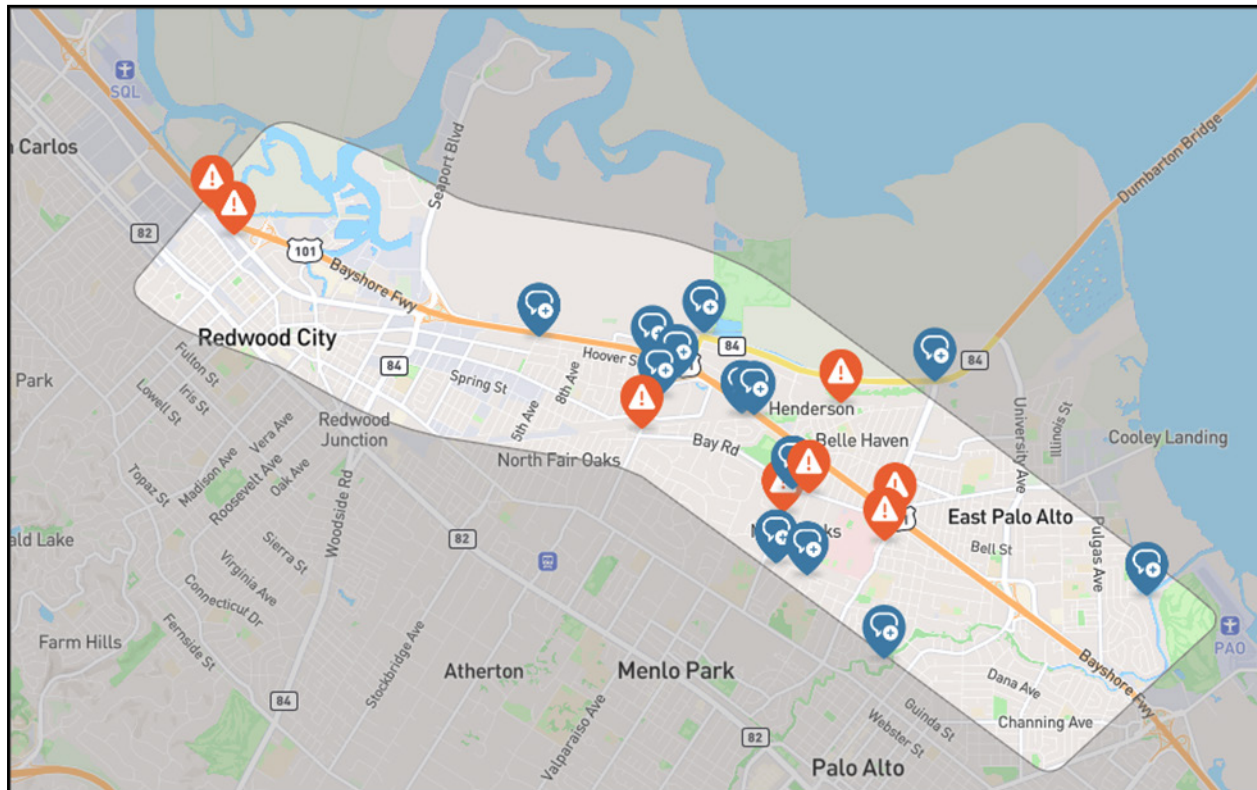 SQL
Carlos
82
Seaport Blvd
Dumbarton Bridge
101
Bayshore Fwy
Redwood City
84
84
84
Hoover S
Park
Fulton St
Lowell St
Iris St
Spring St
8th Ave
5th Ave
Vera Ave
Redwood
Junction
Madison Ave
Roosevelt Ave
Oak Ave
Topaz St
Woodside Rd
North Fair Oaks
Bay Rd
Henderson
Belle Haven
University Ave
Illinois St
Cooley Landing
East Palo Alto
Bell St
Pulgas Ave
ald Lake
Sierra St
Virginia Ave
Connecticut Dr
Fernside St
82
Farm Hills
Stockbridge Ave
Atherton
Menlo Park
Valparaiso Ave
84
82
Palo Alto
Dana Ave
Guinda St
Webster St
Channing Ave
Bayshore Fwy
PAO